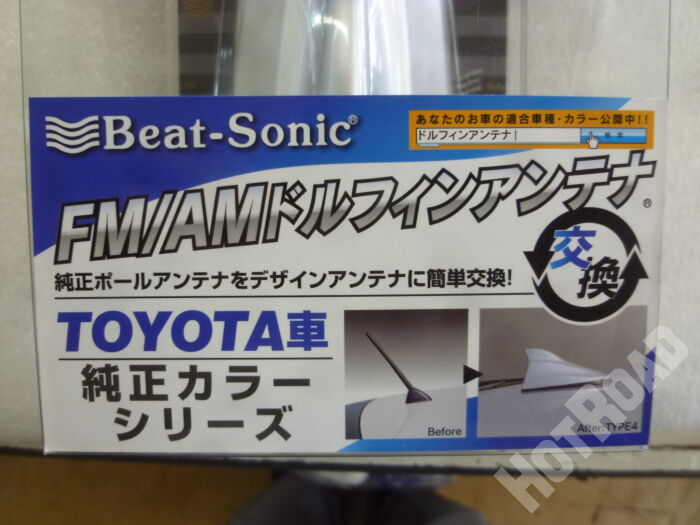 Beat-Sonic®
あなたのお車の適合車種・カラー公開中!!
ドルフィンアンテナ
検索
FM/AMドルフィンアンテナ®
純正ポールアンテナをデザインアンテナに簡単交換!
交換
TOYOTA車
純正カラー
シリーズ
Before
After:TYPE4
HOTROAD